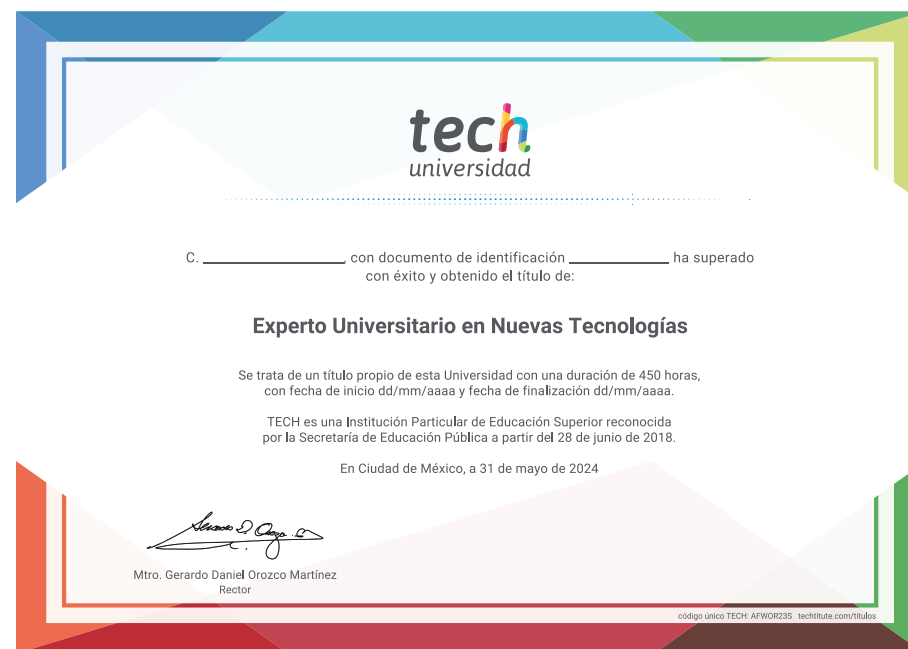 tech
universidad
C. ____________________, con documento de identificación ______________ ha superado
con éxito y obtenido el título de:
Experto Universitario en Nuevas Tecnologías
Se trata de un título propio de esta Universidad con una duración de 450 horas,
con fecha de inicio dd/mm/aaaa y fecha de finalización dd/mm/aaaa.
TECH es una Institución Particular de Educación Superior reconocida
por la Secretaría de Educación Pública a partir del 28 de junio de 2018.
En Ciudad de México, a 31 de mayo de 2024
Mtro. Gerardo Daniel Orozco Martínez
Rector
código único TECH: AFWOR23S techtitute.com/titulos